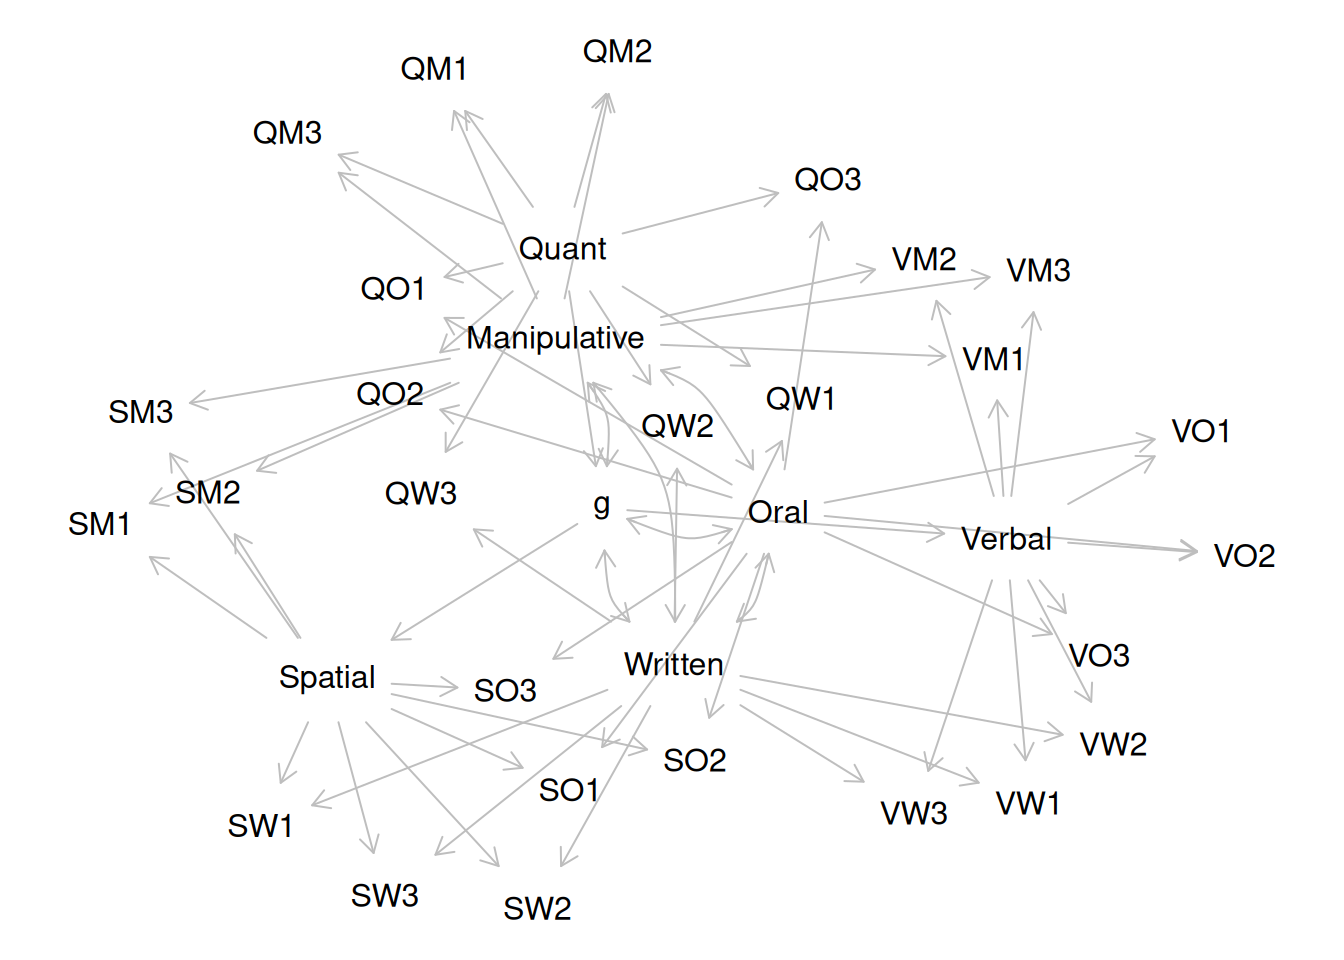 QM2
QM1
QM3
QO3
Quant
VM2
VM3
QO1
Manipulative
VM1
QO2
QW1
SM3
QW2
VO1
SM2
QW3
g
Oral
SM1
Verbal
VO2
VO3
Written
Spatial
SO3
VW2
SO2
SO1
VW1
VW3
SW1
SW3
SW2